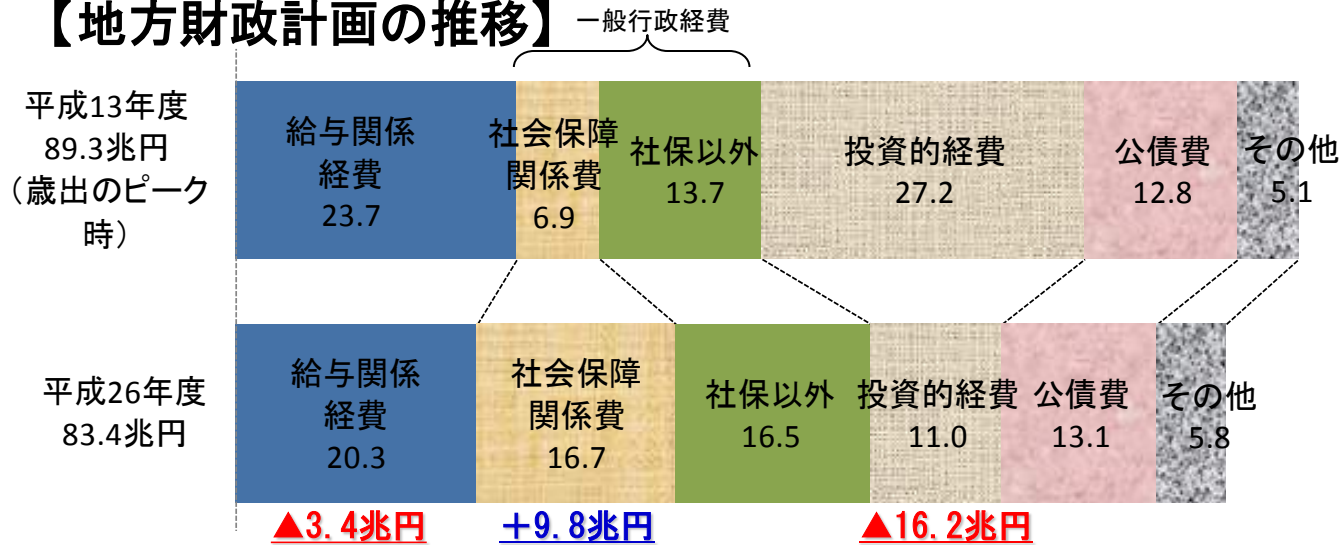 【地方財政計画の推移】
一般行政経費
平成13年度
89.3兆円
（歳出のピーク
時）
給与関係
経費
23.7
社会保障
関係費
6.9
社保以外
13.7
投資的経費
27.2
公債費
12.8
その他
5.1
平成26年度
83.4兆円
給与関係
経費
20.3
社会保障
関係費
16.7
社保以外
16.5
投資的経費
11.0
公債費
13.1
その他
5.8
▲3.4兆円
＋9.8兆円
▲16.2兆円